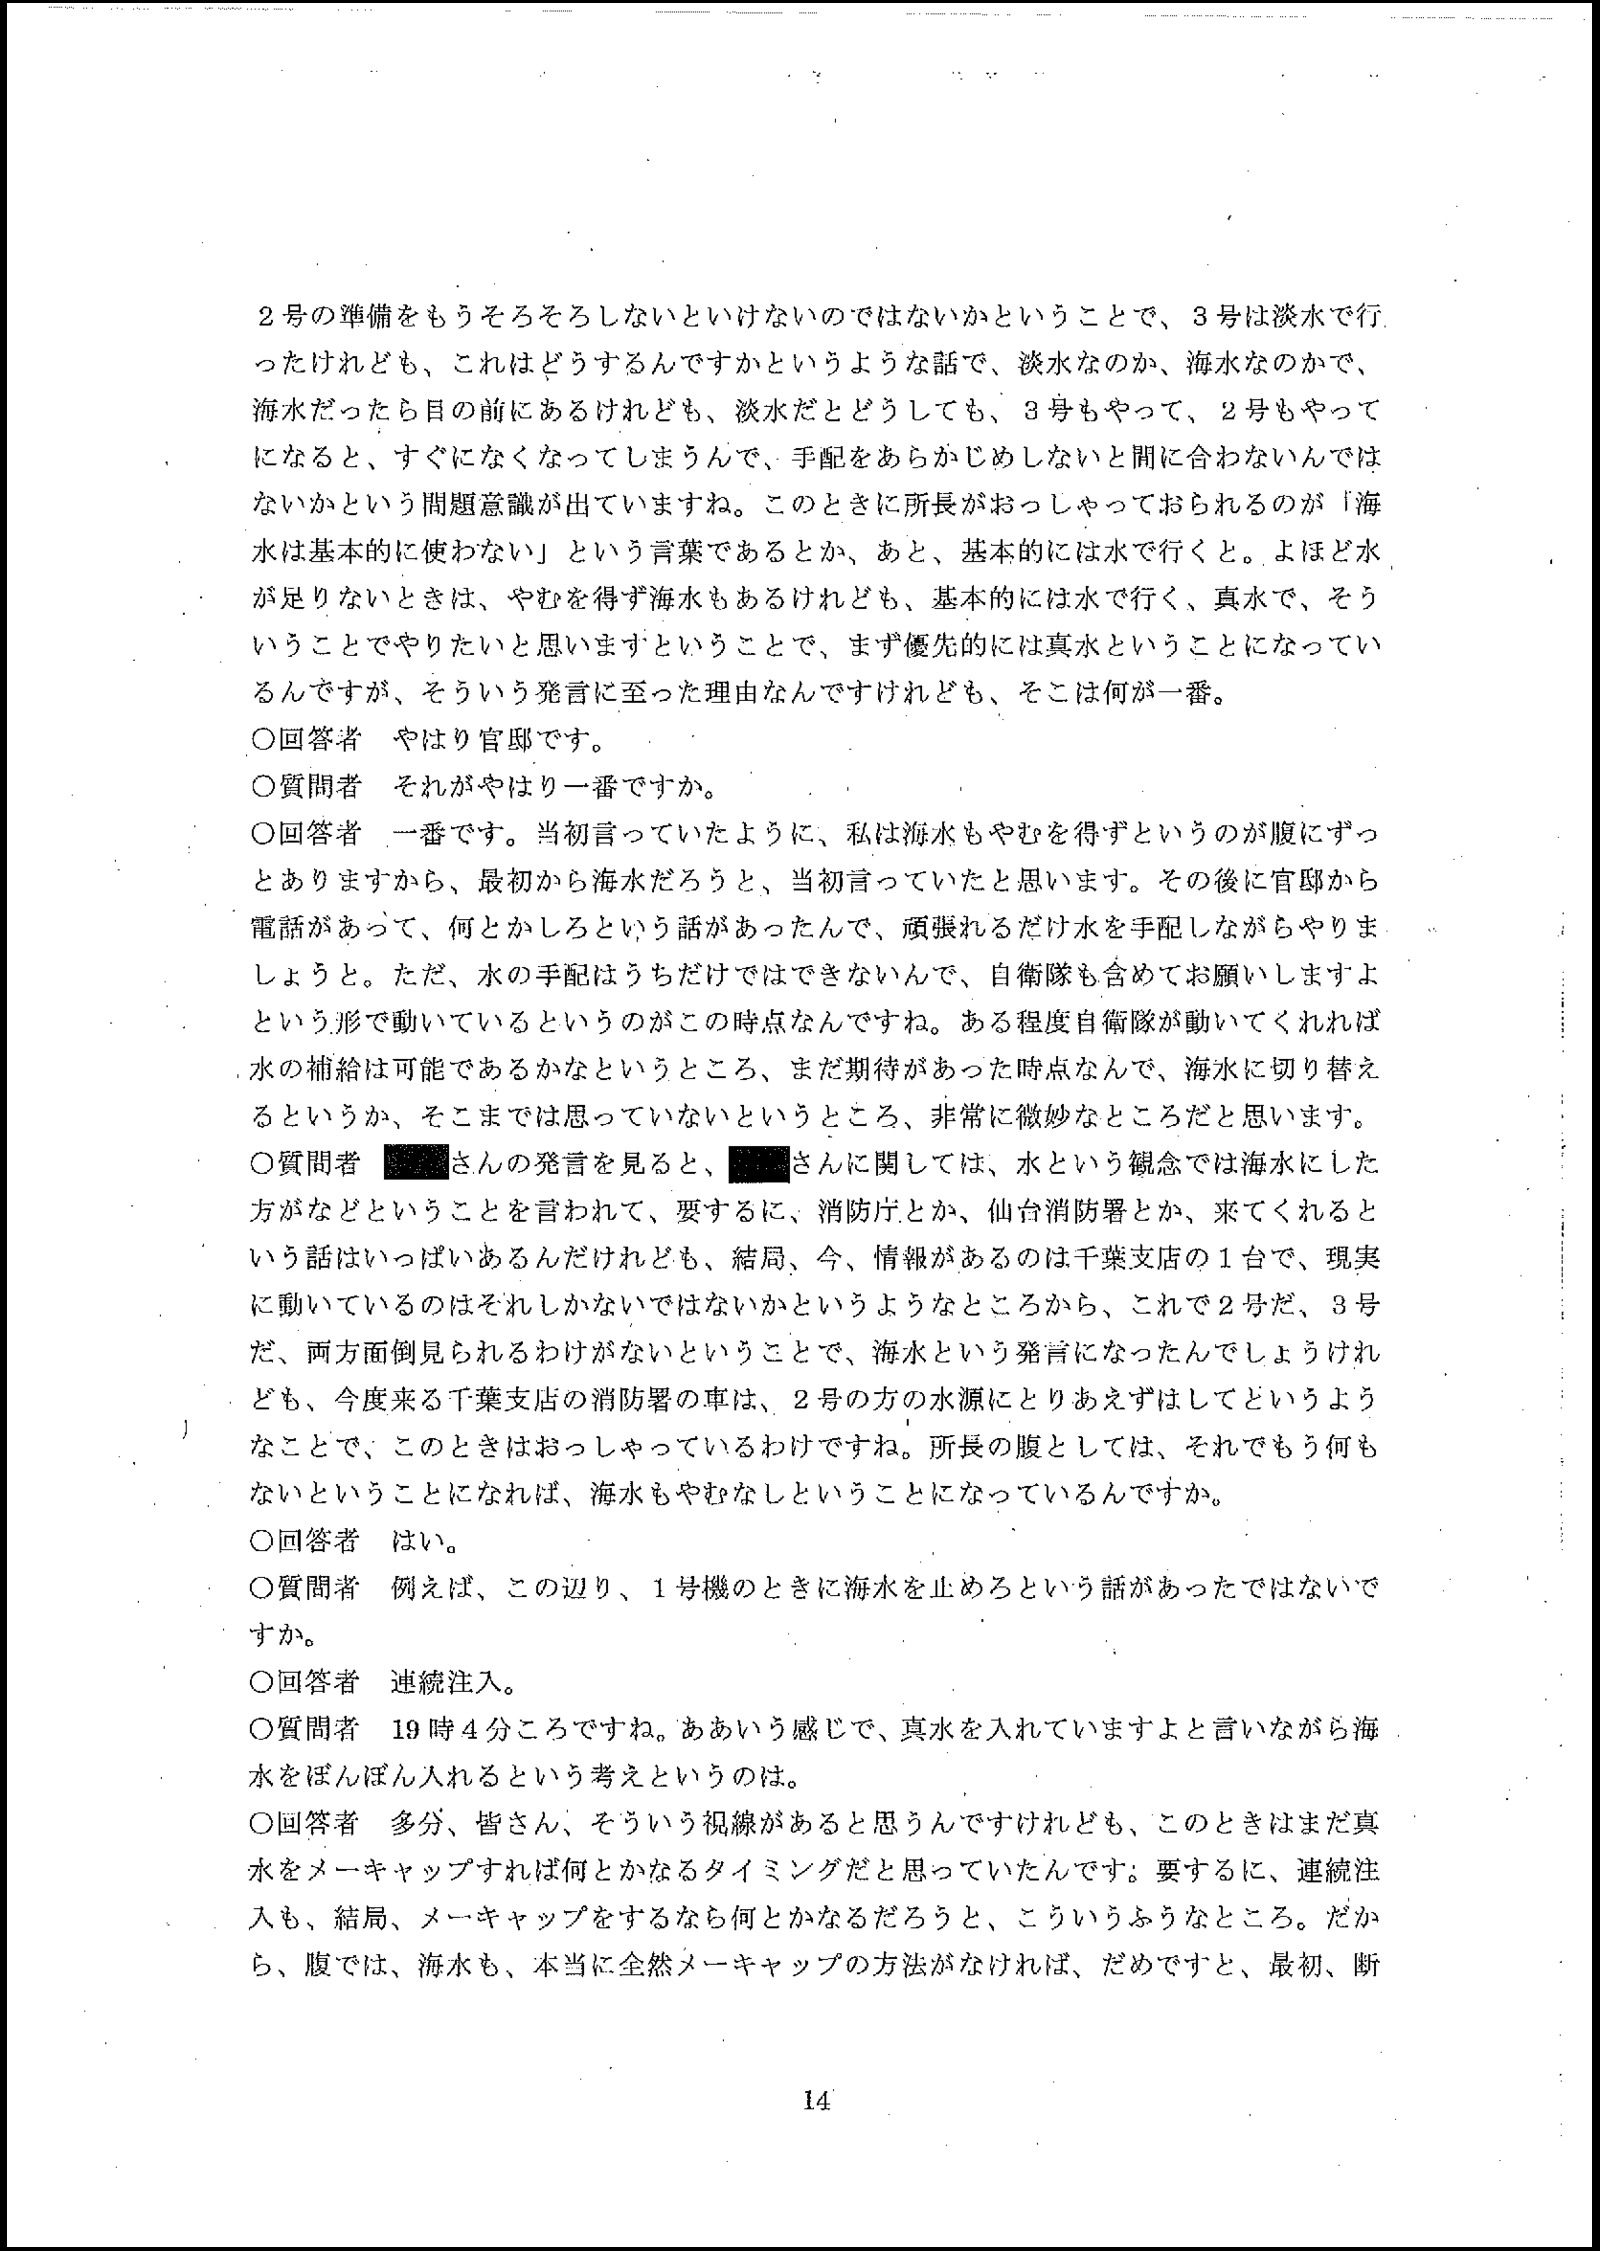 ２号の準備をもうそろそろしないといけないのではないかということで、３号は淡水で行
ったけれども、これはどうするんですかというような話で、淡水なのか、海水なのかで、
海水だったら目の前にあるけれども、淡水だとどうしても、３号もやって、２号もやって
になると、すぐになくなってしまうんで、手配をあらかじめしないと間に合わないんでは
ないかという問題意識が出ていますね。このときに所長がおっしゃっておられるのが「海
水は基本的に使わない」という言葉であるとか、あと、基本的には水で行くと。よほど水
が足りないときは、やむを得ず海水もあるけれども、基本的には水で行く、真水で、そう
いうことでやりたいと思いますということで、まず優先的には真水ということになってい
るんですが、そういう発言に至った理由なんですけれども、そこは何が一番。
○回答者　やはり官邸です。
○質問者　それがやはり一番ですか。
○回答者　一番です。当初言っていたように、私は海水もやむを得ずというのが腹にずっ
とありますから、最初から海水だろうと、当初言っていたと思います。その後に官邸から
電話があって、何とかしろという話があったんで、頑張れるだけ水を手配しながらやりま
しょうと。ただ、水の手配はうちだけではできないんで、自衛隊も含めてお願いしますよ
という形で動いているというのがこの時点なんですね。ある程度自衛隊が動いてくれれば
水の補給は可能であるかなというところ、まだ期待があった時点なんで、海水に切り替え
るというか、そこまでは思っていないというところ、非常に微妙なところだと思います。
○質問者　さんの発言を見ると、さんに関しては、水という観念では海水にした
方がなどということを言われて、要するに、消防庁とか、仙台消防署とか、来てくれると
いう話はいっぱいあるんだけれども、結局、今、情報があるのは千葉支店の１台で、現実
に動いているのはそれしかないではないかというようなところから、これで２号だ、３号
だ、両方面倒見られるわけがないということで、海水という発言になったんでしょうけれ
ども、今度来る千葉支店の消防署の車は、２号の方の水源にとりあえずはしてというよう
なことで、このときはおっしゃっているわけですね。所長の腹としては、それでもう何も
ないということになれば、海水もやむなしということになっているんですか。
○回答者　はい。
○質問者　例えば、この辺り、１号機のときに海水を止めろという話があったではないで
すか。
○回答者　連続注入。
○質問者　19 時４分ころですね。ああいう感じで、真水を入れていますよと言いながら海
水をぼんぼん入れるという考えというのは。
○回答者　多分、皆さん、そういう視線があると思うんですけれども、このときはまだ真
水をメーキャップすれば何とかなるタイミングだと思っていたんです。要するに、連続注
入も、結局、メーキャップをするなら何とかなるだろうと、こういうふうなところ。だか
ら、腹では、海水も、本当に全然メーキャップの方法がなければ、だめですと、最初、断
14